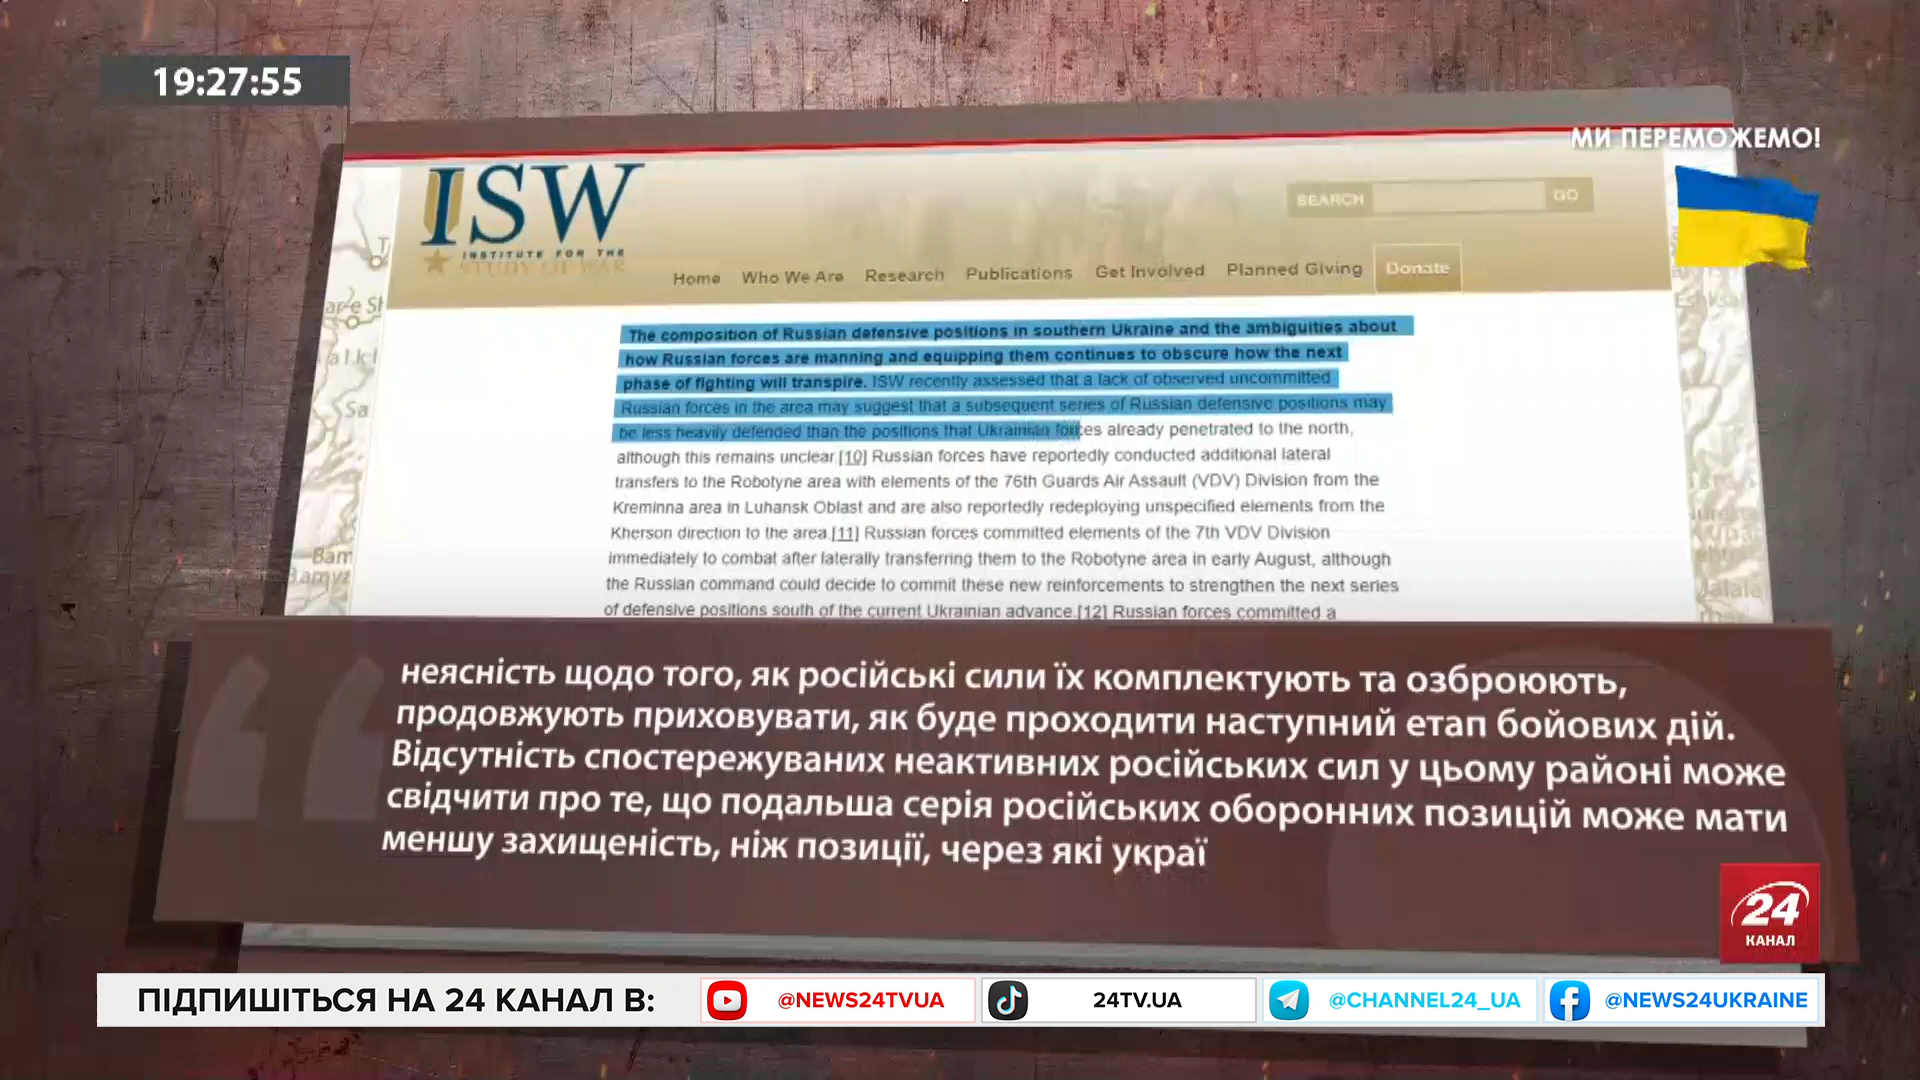 19:27:55
МИ ПЕРЕМОЖЕМО!
ISW
INSTITUTE FOR THE
STUDY OF WAR
SEARCH GO
Home Who We Are Research Publications Get Involved Planned Giving Donate
The composition of Russian defensive positions in southern Ukraine and the ambiguities about
how Russian forces are manning and equipping them continues to obscure how the next
phase of fighting will transpire. ISW recently assessed that a lack of observed uncommitted
Russian forces in the area may suggest that a subsequent series of Russian defensive positions may
be less heavily defended than the positions that Ukrainian forces already penetrated to the north,
although this remains unclear.[10] Russian forces have reportedly conducted additional lateral
transfers to the Robotyne area with elements of the 76th Guards Air Assault (VDV) Division from the
Kreminna area in Luhansk Oblast and are also reportedly redeploying unspecified elements from the
Kherson direction to the area.[11] Russian forces committed elements of the 7th VDV Division
immediately to combat after laterally transferring them to the Robotyne area in early August, although
the Russian command could decide to commit these new reinforcements to strengthen the next series
of defensive positions south of the current Ukrainian advance.[12] Russian forces committed a
неясність щодо того, як російські сили їх комплектують та озброюють,
продовжують приховувати, як буде проходити наступний етап бойових дій.
Відсутність спостережуваних неактивних російських сил у цьому районі може
свідчити про те, що подальша серія російських оборонних позицій може мати
меншу захищеність, ніж позиції, через які украї
24
КАНАЛ
ПІДПИШІТЬСЯ НА 24 КАНАЛ В: @NEWS24TVUA 24TV.UA @CHANNEL24_UA @NEWS24UKRAINE